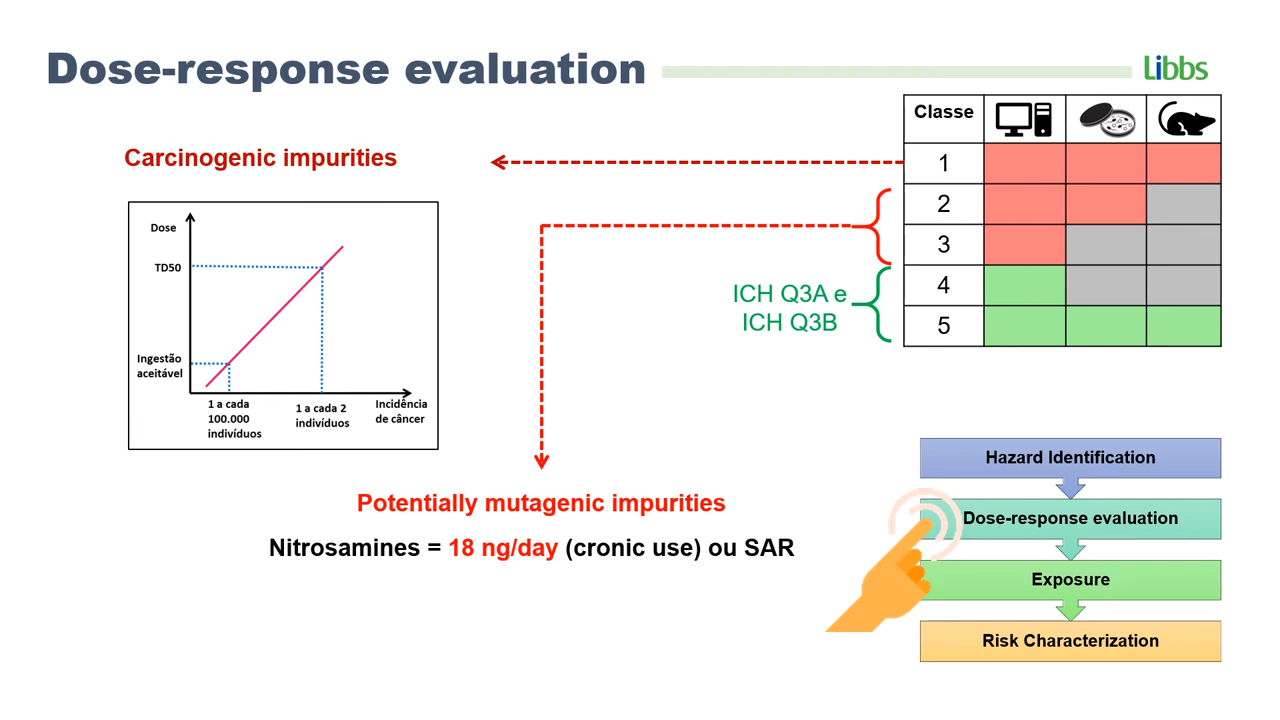 Dose-response evaluation
Libbs
Classe
1
2
3
4
5
Carcinogenic impurities
Dose
TD50
Ingestão
aceitável
1 a cada
100.000
indivíduos
1 a cada 2
indivíduos
Incidência
de câncer
ICH Q3A e
ICH Q3B
Potentially mutagenic impurities
Nitrosamines = 18 ng/day (cronic use) ou SAR
Hazard Identification
Dose-response evaluation
Exposure
Risk Characterization